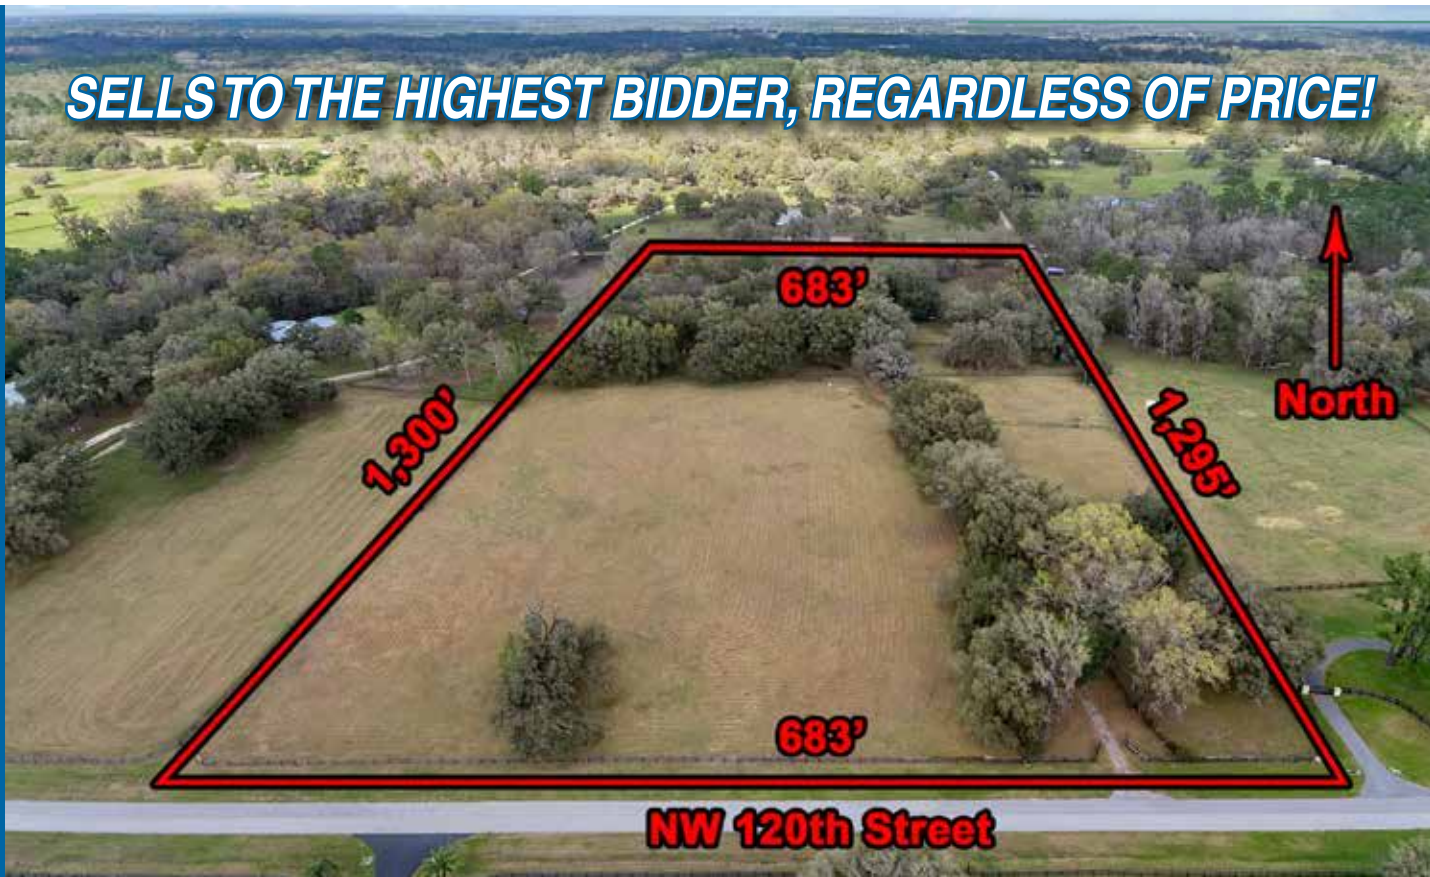 SELLS TO THE HIGHEST BIDDER, REGARDLESS OF PRICE!
683’
North
1,300’
1,295’
683’
NW 120th Street